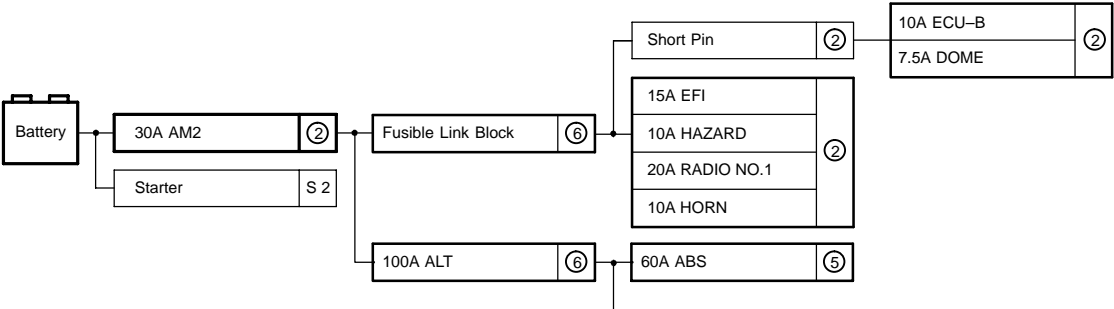 10A ECU–B
②
7.5A DOME
Short Pin
②
15A EFI
10A HAZARD
②
20A RADIO NO.1
10A HORN
Battery
30A AM2
②
Fusible Link Block
⑥
Starter
S 2
100A ALT
⑥
60A ABS
⑤